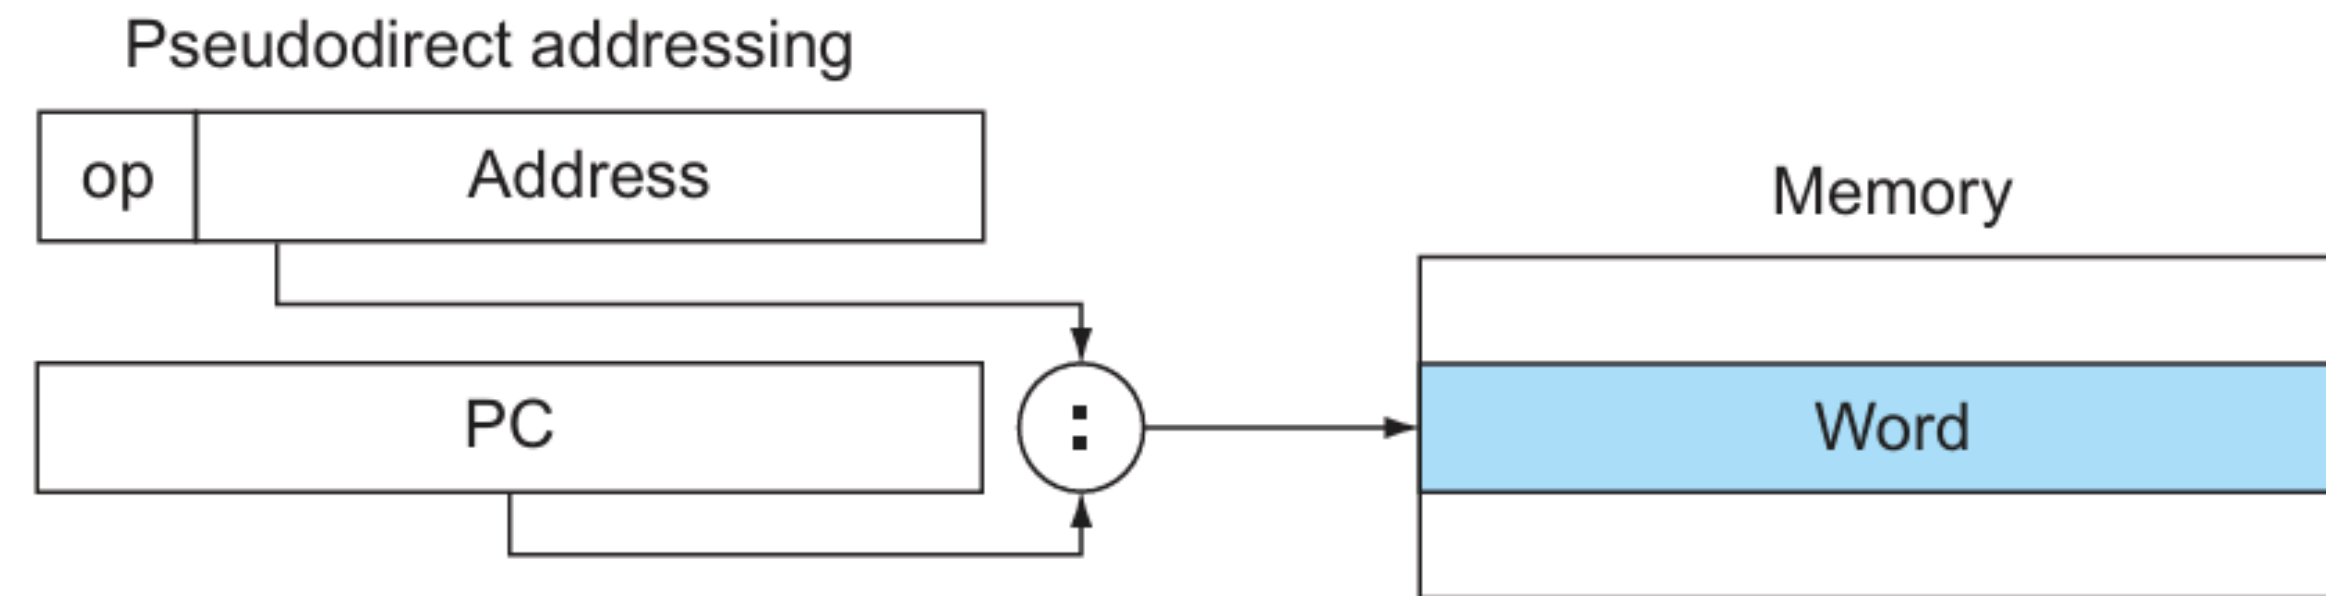 Pseudodirect addressing
op
Address
Memory
PC
:
Word